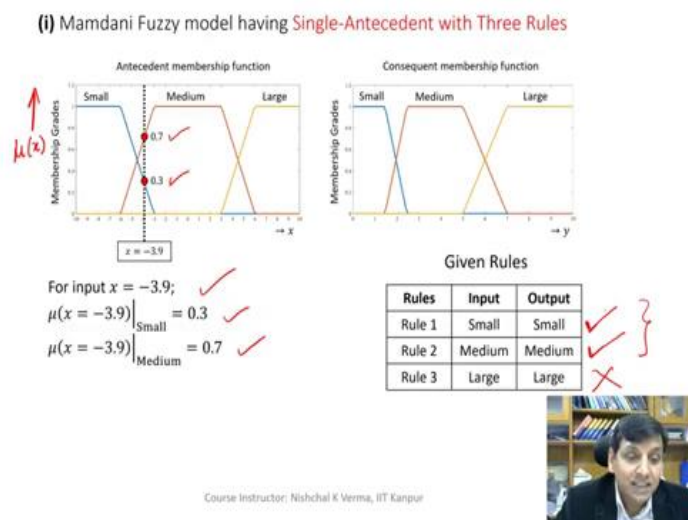 (i) Mamdani Fuzzy model having Single-Antecedent with Three Rules
Antecedent membership function
Small Medium Large
Membership Grades
μ(x)
0.7
0.3
→ x
x = −3.9
Consequent membership function
Small Medium Large
Membership Grades
→ y
For input x = −3.9;
μ(x = −3.9)|Small = 0.3
μ(x = −3.9)|Medium = 0.7
Given Rules
Rules Input Output
Rule 1 Small Small
Rule 2 Medium Medium
Rule 3 Large Large
Course Instructor: Nishchal K Verma, IIT Kanpur